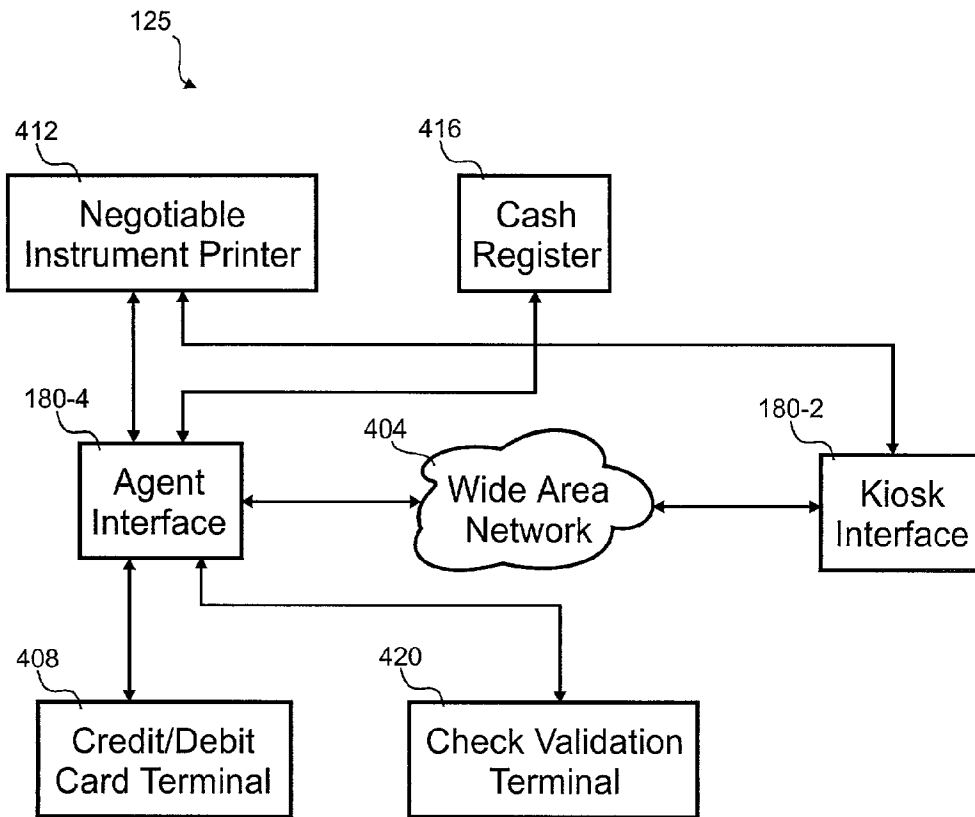 125
412
416
Negotiable
Instrument Printer
Cash
Register
180-4
404
180-2
Agent
Interface
Wide Area
Network
Kiosk
Interface
408
420
Credit/Debit
Card Terminal
Check Validation
Terminal